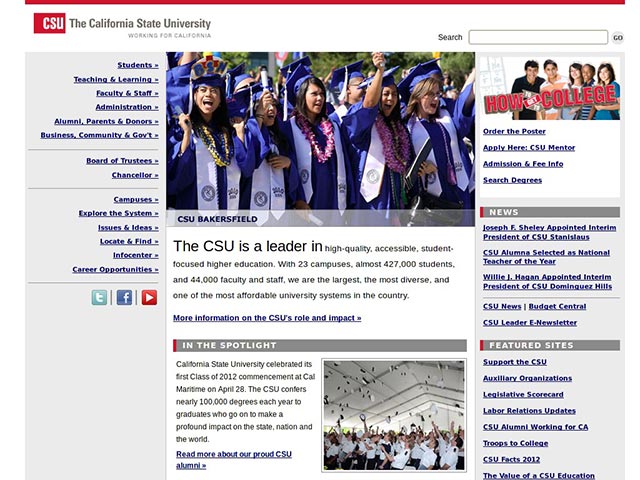 CSU The California State University
WORKING FOR CALIFORNIA
Search
GO
Students »
Teaching & Learning »
Faculty & Staff »
Administration »
Alumni, Parents & Donors »
Business, Community & Gov't »
Board of Trustees »
Chancellor »
Campuses »
Explore the System »
Issues & Ideas »
Locate & Find »
Infocenter »
Career Opportunities »
CSU BAKERSFIELD
The CSU is a leader in high-quality, accessible, student-
focused higher education. With 23 campuses, almost 427,000 students,
and 44,000 faculty and staff, we are the largest, the most diverse, and
one of the most affordable university systems in the country.
More information on the CSU's role and impact »
IN THE SPOTLIGHT
California State University celebrated its
first Class of 2012 commencement at Cal
Maritime on April 28. The CSU confers
nearly 100,000 degrees each year to
graduates who go on to make a
profound impact on the state, nation and
the world.
Read more about our proud CSU
alumni »
HOW TO COLLEGE
Order the Poster
Apply Here: CSU Mentor
Admission & Fee Info
Search Degrees
NEWS
Joseph F. Sheley Appointed Interim
President of CSU Stanislaus
CSU Alumna Selected as National
Teacher of the Year
Willie J. Hagan Appointed Interim
President of CSU Dominguez Hills
CSU News | Budget Central
CSU Leader E-Newsletter
FEATURED SITES
Support the CSU
Auxiliary Organizations
Legislative Scorecard
Labor Relations Updates
CSU Alumni Working for CA
Troops to College
CSU Facts 2012
The Value of a CSU Education